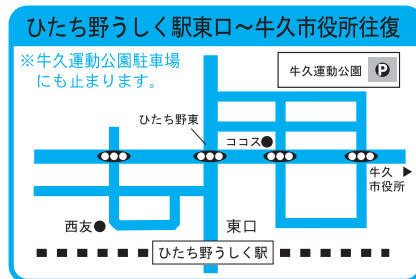 ひたち野うしく駅東口～牛久市役所往復
※牛久運動公園駐車場
にも止まります。
牛久運動公園 P
ひたち野東
ココス
牛久
市役所
西友
東口
ひたち野うしく駅